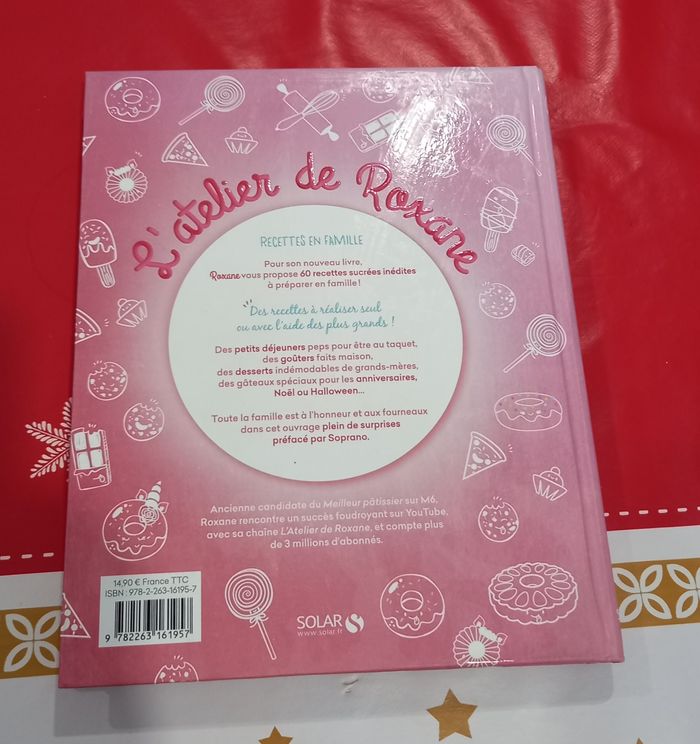 L'atelier de Roxane
RECETTES EN FAMILLE
Pour son nouveau livre,
Roxane vous propose 60 recettes sucrées inédites
à préparer en famille !
"Des recettes à réaliser seul
ou avec l'aide des plus grands !
Des petits déjeuners peps pour être au taquet,
des goûters faits maison,
des desserts indémodables de grands-mères,
des gâteaux spéciaux pour les anniversaires,
Noël ou Halloween...
Toute la famille est à l'honneur et aux fourneaux
dans cet ouvrage plein de surprises
préfacé par Soprano.
Ancienne candidate du Meilleur pâtissier sur M6,
Roxane rencontre un succès foudroyant sur YouTube,
avec sa chaîne L'Atelier de Roxane, et compte plus
de 3 millions d'abonnés.
14,90 € France TTC
ISBN : 978-2-263-16195-7
9 782263 161957
SOLAR S
www.solar.fr